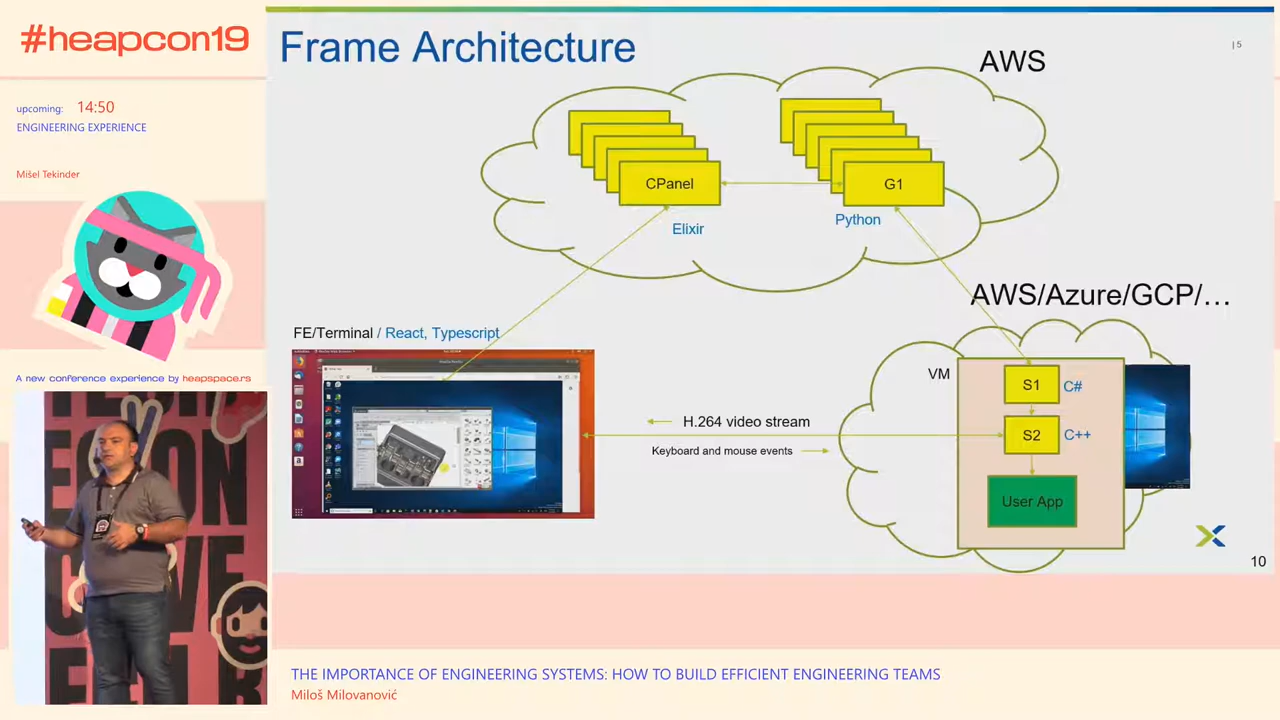 #heapcon19
upcoming: 14:50
ENGINEERING EXPERIENCE
Mišel Tekinder
A new conference experience by heapspace.rs
Frame Architecture
| 5
AWS
CPanel
G1
Elixir
Python
AWS/Azure/GCP/...
FE/Terminal / React, Typescript
VM
S1
C#
H.264 video stream
S2
C++
Keyboard and mouse events
User App
10
THE IMPORTANCE OF ENGINEERING SYSTEMS: HOW TO BUILD EFFICIENT ENGINEERING TEAMS
Miloš Milovanović